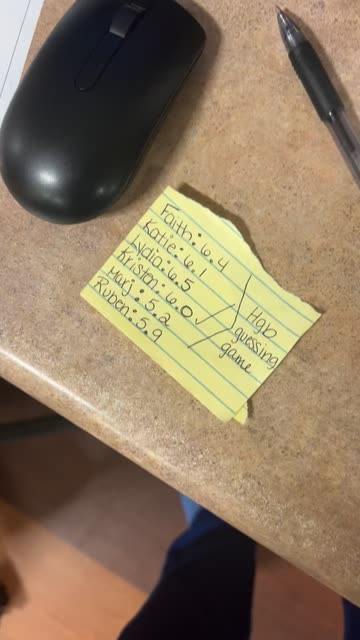 Faith: 6.4
Katie: 6.1
Lydia: 6.5
Kristen: 6.0 ✓
Marj: 5.2
Ruben: 5.9
Hgb
guessing
game